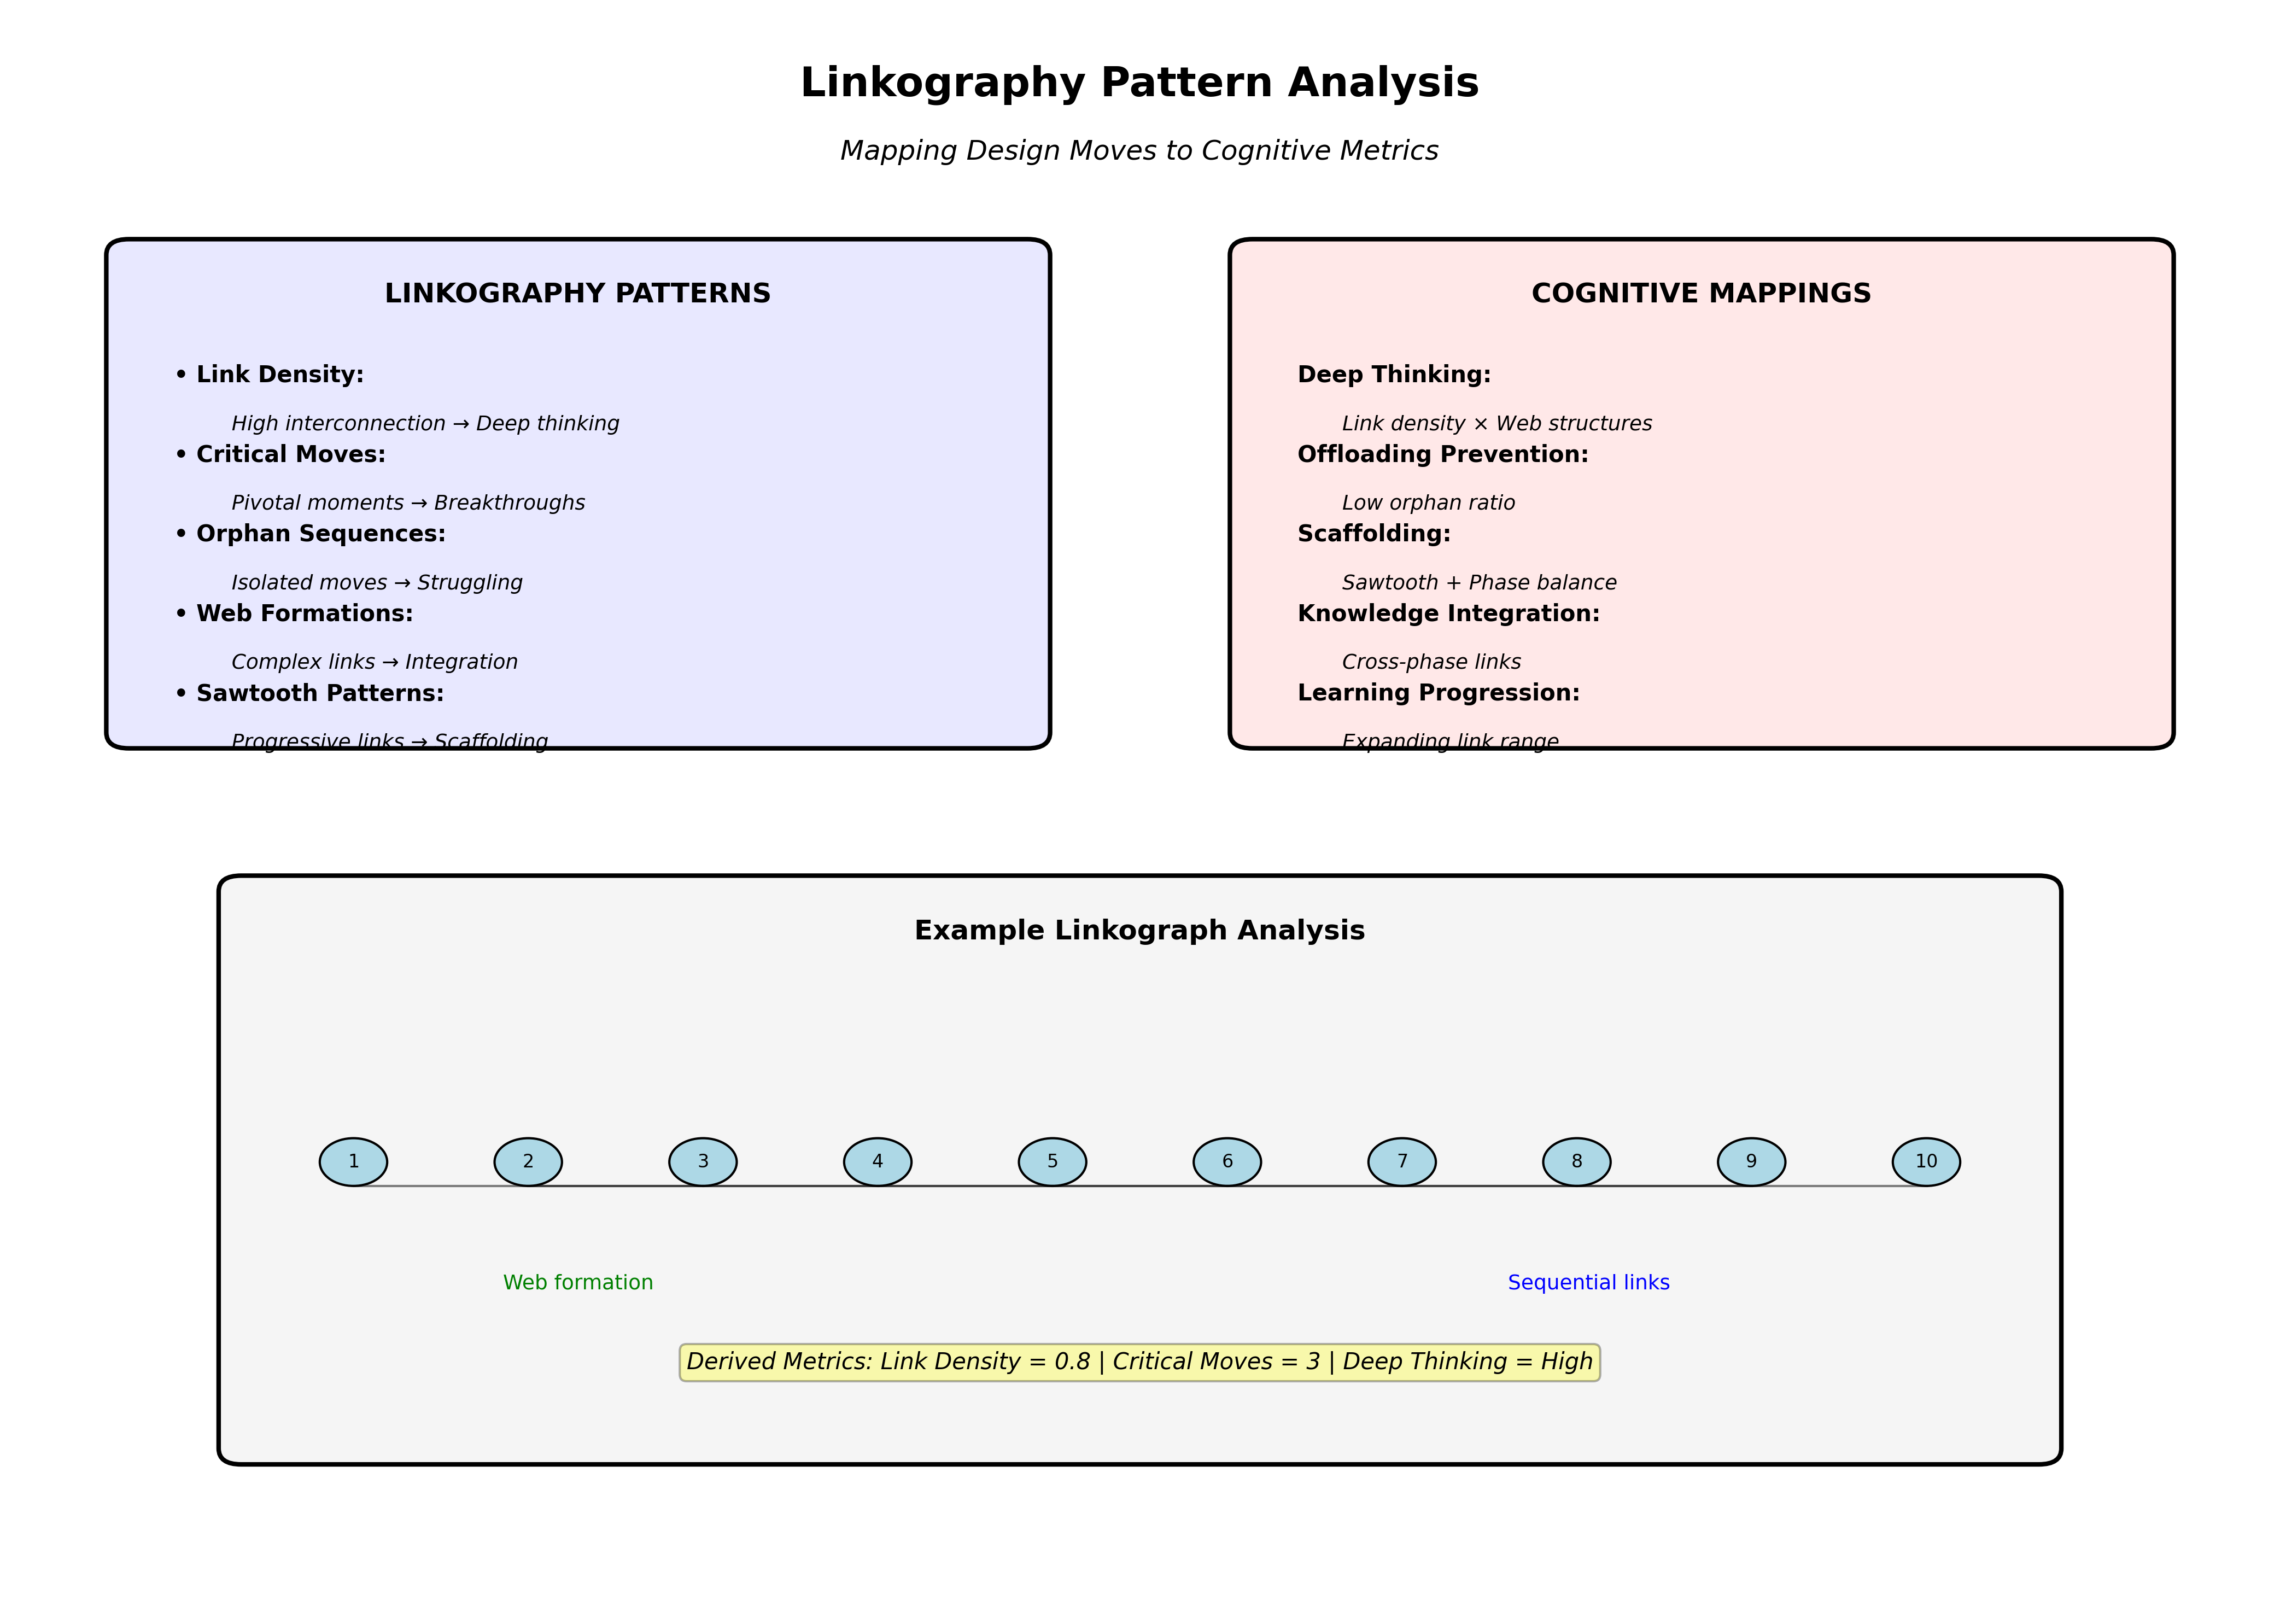 Linkography Pattern Analysis
Mapping Design Moves to Cognitive Metrics
LINKOGRAPHY PATTERNS
• Link Density:
High interconnection → Deep thinking
• Critical Moves:
Pivotal moments → Breakthroughs
• Orphan Sequences:
Isolated moves → Struggling
• Web Formations:
Complex links → Integration
• Sawtooth Patterns:
Progressive links → Scaffolding
COGNITIVE MAPPINGS
Deep Thinking:
Link density × Web structures
Offloading Prevention:
Low orphan ratio
Scaffolding:
Sawtooth + Phase balance
Knowledge Integration:
Cross-phase links
Learning Progression:
Expanding link range
Example Linkograph Analysis
1 2 3 4 5 6 7 8 9 10
Web formation
Sequential links
Derived Metrics: Link Density = 0.8 | Critical Moves = 3 | Deep Thinking = High